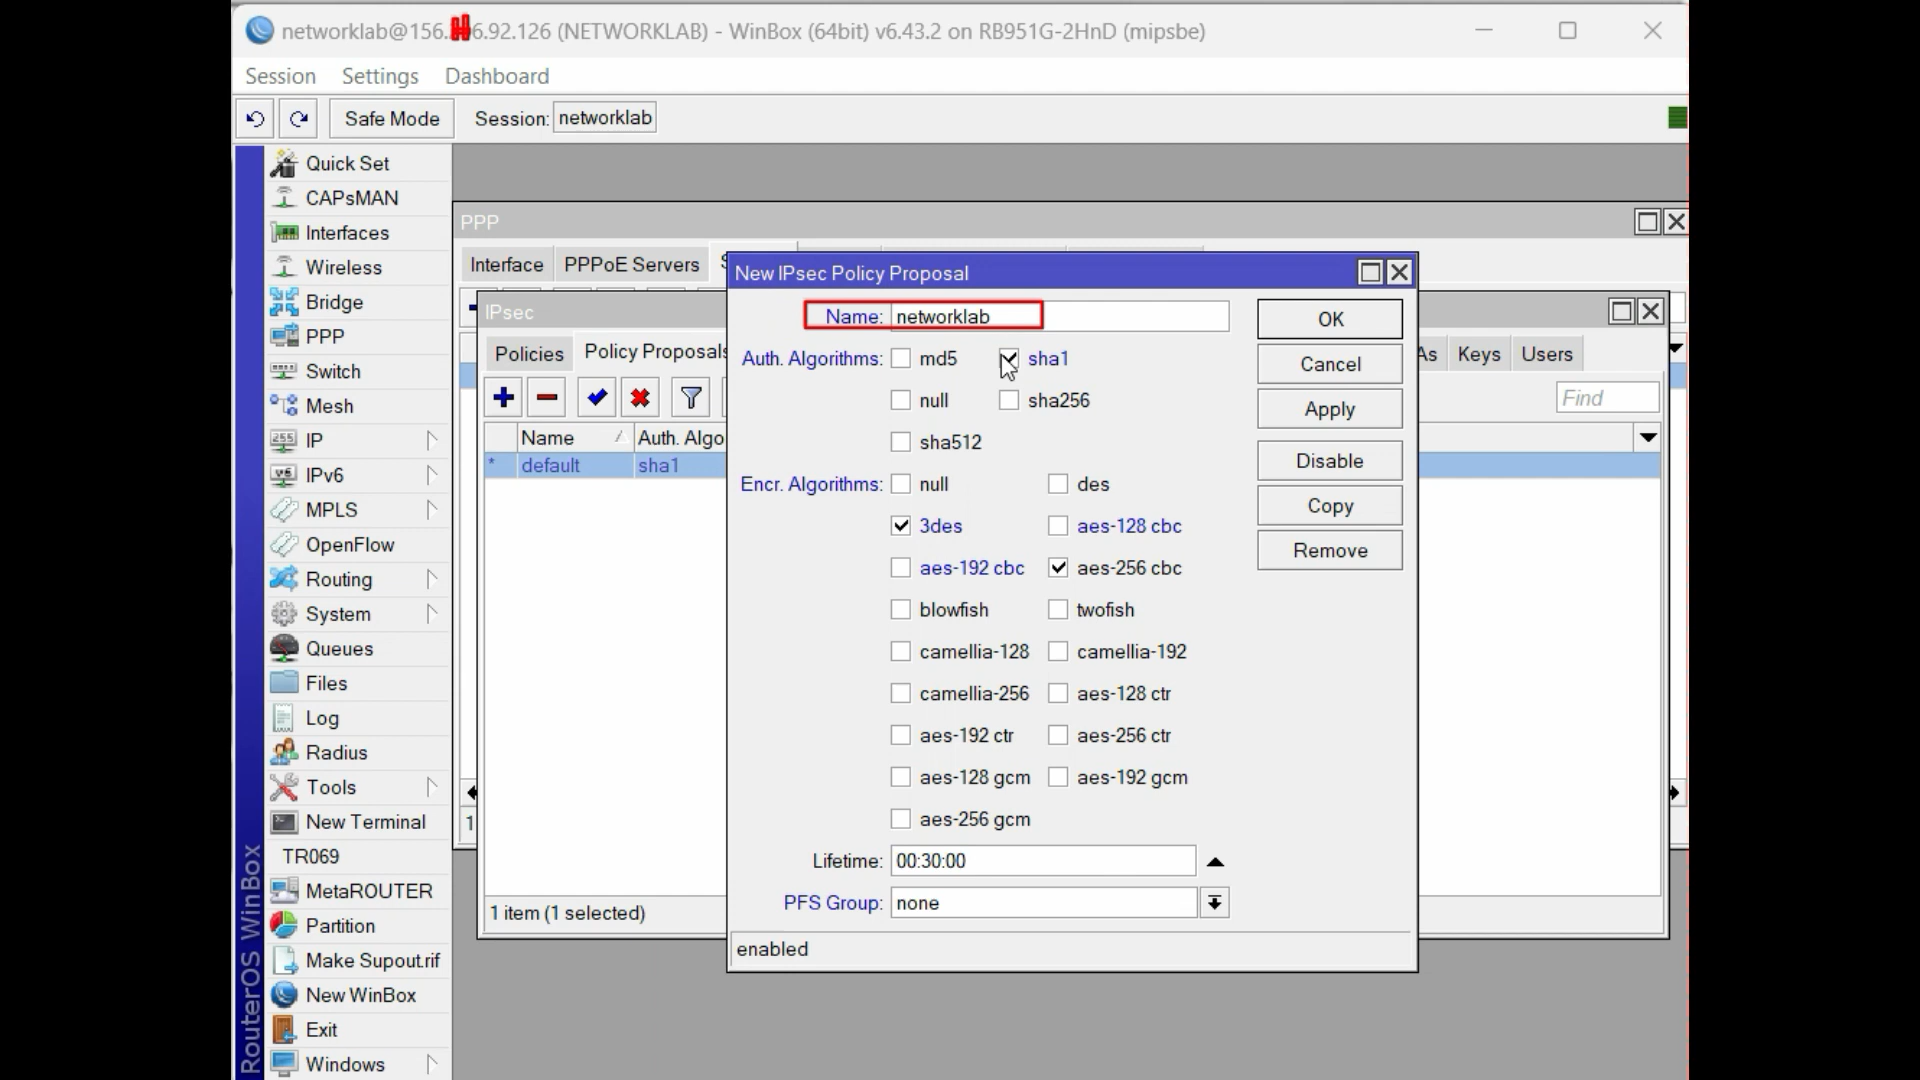 networklab@156. 6.92.126 (NETWORKLAB) - WinBox (64bit) v6.43.2 on RB951G-2HnD (mipsbe)
Session Settings Dashboard
Safe Mode Session: networklab
Quick Set
CAPsMAN
Interfaces
Wireless
Bridge
PPP
Switch
Mesh
IP
IPv6
MPLS
OpenFlow
Routing
System
Queues
Files
Log
Radius
Tools
New Terminal
TR069
MetaROUTER
Partition
Make Supout.rif
New WinBox
Exit
Windows
RouterOS WinBox
PPP
Interface PPPoE Servers
IPsec
Policies Policy Proposals Keys Users
Find
Name Auth. Algo
* default sha1
1 item (1 selected)
1
New IPsec Policy Proposal
Name: networklab
Auth. Algorithms: md5 sha1
null sha256
sha512
Encr. Algorithms: null des
3des aes-128 cbc
aes-192 cbc aes-256 cbc
blowfish twofish
camellia-128 camellia-192
camellia-256 aes-128 ctr
aes-192 ctr aes-256 ctr
aes-128 gcm aes-192 gcm
aes-256 gcm
Lifetime: 00:30:00
PFS Group: none
enabled
OK
Cancel
Apply
Disable
Copy
Remove